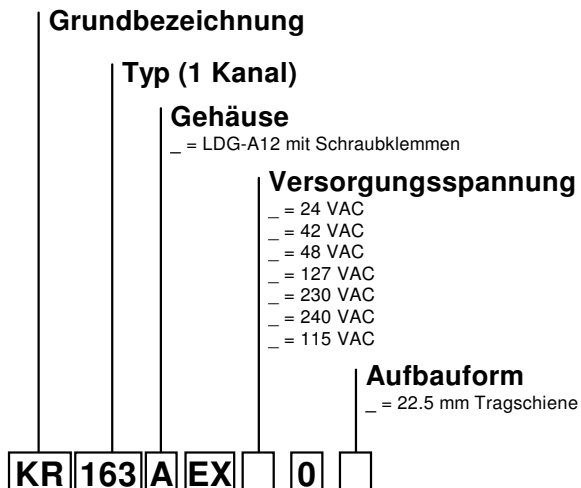 Grundbezeichnung
Typ (1 Kanal)
Gehäuse
_ = LDG-A12 mit Schraubklemmen
Versorgungsspannung
_ = 24 VAC
_ = 42 VAC
_ = 48 VAC
_ = 127 VAC
_ = 230 VAC
_ = 240 VAC
_ = 115 VAC
Aufbauform
_ = 22.5 mm Tragschiene
KR 163 A EX 0